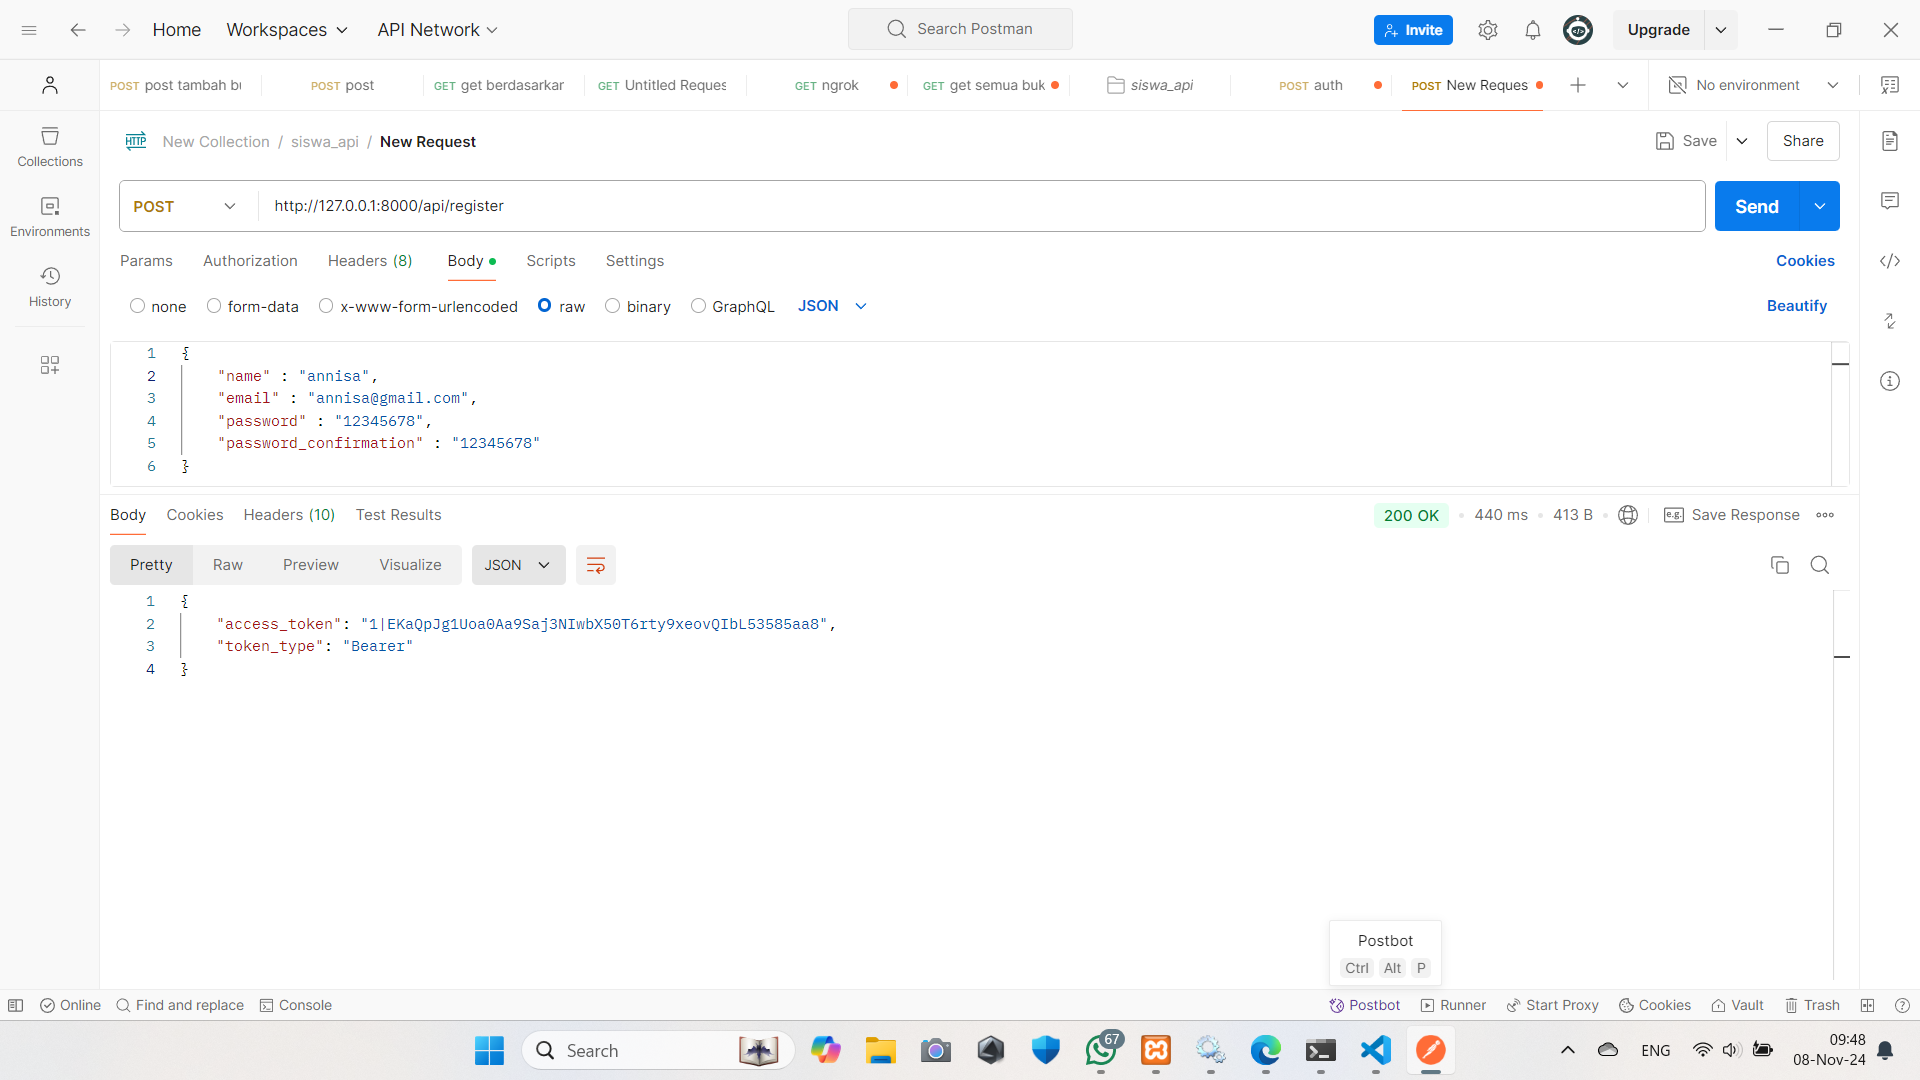 Home Workspaces API Network Search Postman Invite Upgrade
POST post tambah bu POST post GET get berdasarkan GET Untitled Reques GET ngrok GET get semua buk siswa_api POST auth POST New Reques No environment
HTTP New Collection / siswa_api / New Request Save Share
Collections
Environments
History
POST http://127.0.0.1:8000/api/register Send
Params Authorization Headers (8) Body Scripts Settings Cookies
none form-data x-www-form-urlencoded raw binary GraphQL JSON Beautify
1 {
2 "name" : "annisa",
3 "email" : "annisa@gmail.com",
4 "password" : "12345678",
5 "password_confirmation" : "12345678"
6 }
Body Cookies Headers (10) Test Results 200 OK 440 ms 413 B e.g. Save Response
Pretty Raw Preview Visualize JSON
1 {
2 "access_token": "1|EKaQpJg1Uoa0Aa9Saj3NIwbX50T6rty9xeovQIbL53585aa8",
3 "token_type": "Bearer"
4 }
Postbot
Ctrl Alt P
Online Find and replace Console Postbot Runner Start Proxy Cookies Vault Trash
Search 67 ENG 09:48
08-Nov-24